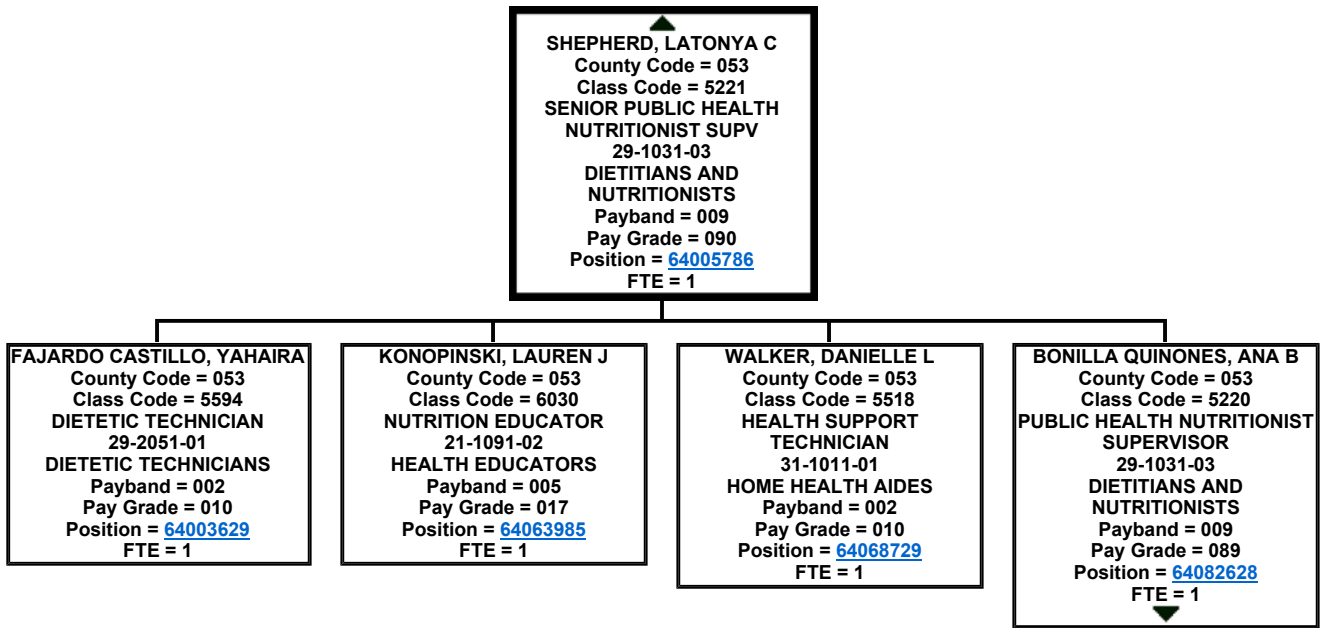 SHEPHERD, LATONYA C
County Code = 053
Class Code = 5221
SENIOR PUBLIC HEALTH
NUTRITIONIST SUPV
29-1031-03
DIETITIANS AND
NUTRITIONISTS
Payband = 009
Pay Grade = 090
Position = 64005786
FTE = 1
FAJARDO CASTILLO, YAHAIRA
County Code = 053
Class Code = 5594
DIETETIC TECHNICIAN
29-2051-01
DIETETIC TECHNICIANS
Payband = 002
Pay Grade = 010
Position = 64003629
FTE = 1
KONOPINSKI, LAUREN J
County Code = 053
Class Code = 6030
NUTRITION EDUCATOR
21-1091-02
HEALTH EDUCATORS
Payband = 005
Pay Grade = 017
Position = 64063985
FTE = 1
WALKER, DANIELLE L
County Code = 053
Class Code = 5518
HEALTH SUPPORT
TECHNICIAN
31-1011-01
HOME HEALTH AIDES
Payband = 002
Pay Grade = 010
Position = 64068729
FTE = 1
BONILLA QUINONES, ANA B
County Code = 053
Class Code = 5220
PUBLIC HEALTH NUTRITIONIST
SUPERVISOR
29-1031-03
DIETITIANS AND
NUTRITIONISTS
Payband = 009
Pay Grade = 089
Position = 64082628
FTE = 1